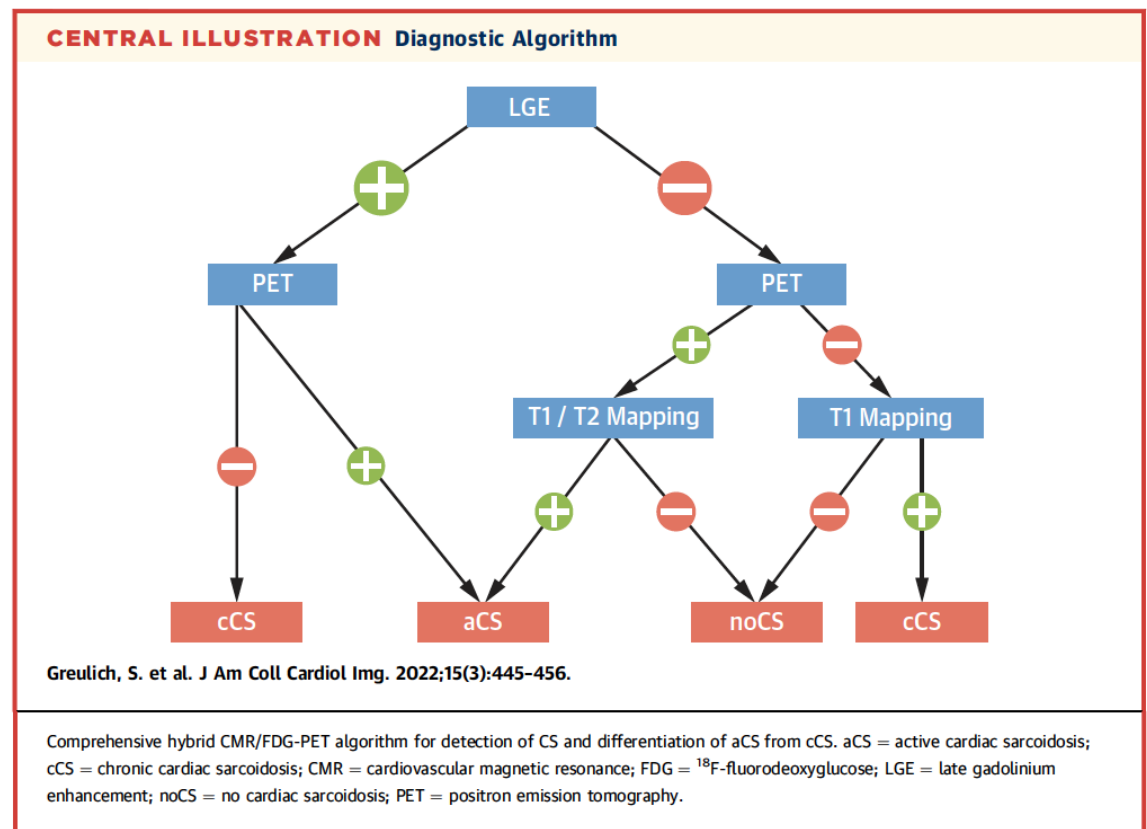 CENTRAL ILLUSTRATION Diagnostic Algorithm
LGE
PET
PET
T1 / T2 Mapping
T1 Mapping
cCS
aCS
noCS
cCS
Greulich, S. et al. J Am Coll Cardiol Img. 2022;15(3):445–456.
Comprehensive hybrid CMR/FDG-PET algorithm for detection of CS and differentiation of aCS from cCS. aCS = active cardiac sarcoidosis;
cCS = chronic cardiac sarcoidosis; CMR = cardiovascular magnetic resonance; FDG = ¹⁸F-fluorodeoxyglucose; LGE = late gadolinium
enhancement; noCS = no cardiac sarcoidosis; PET = positron emission tomography.